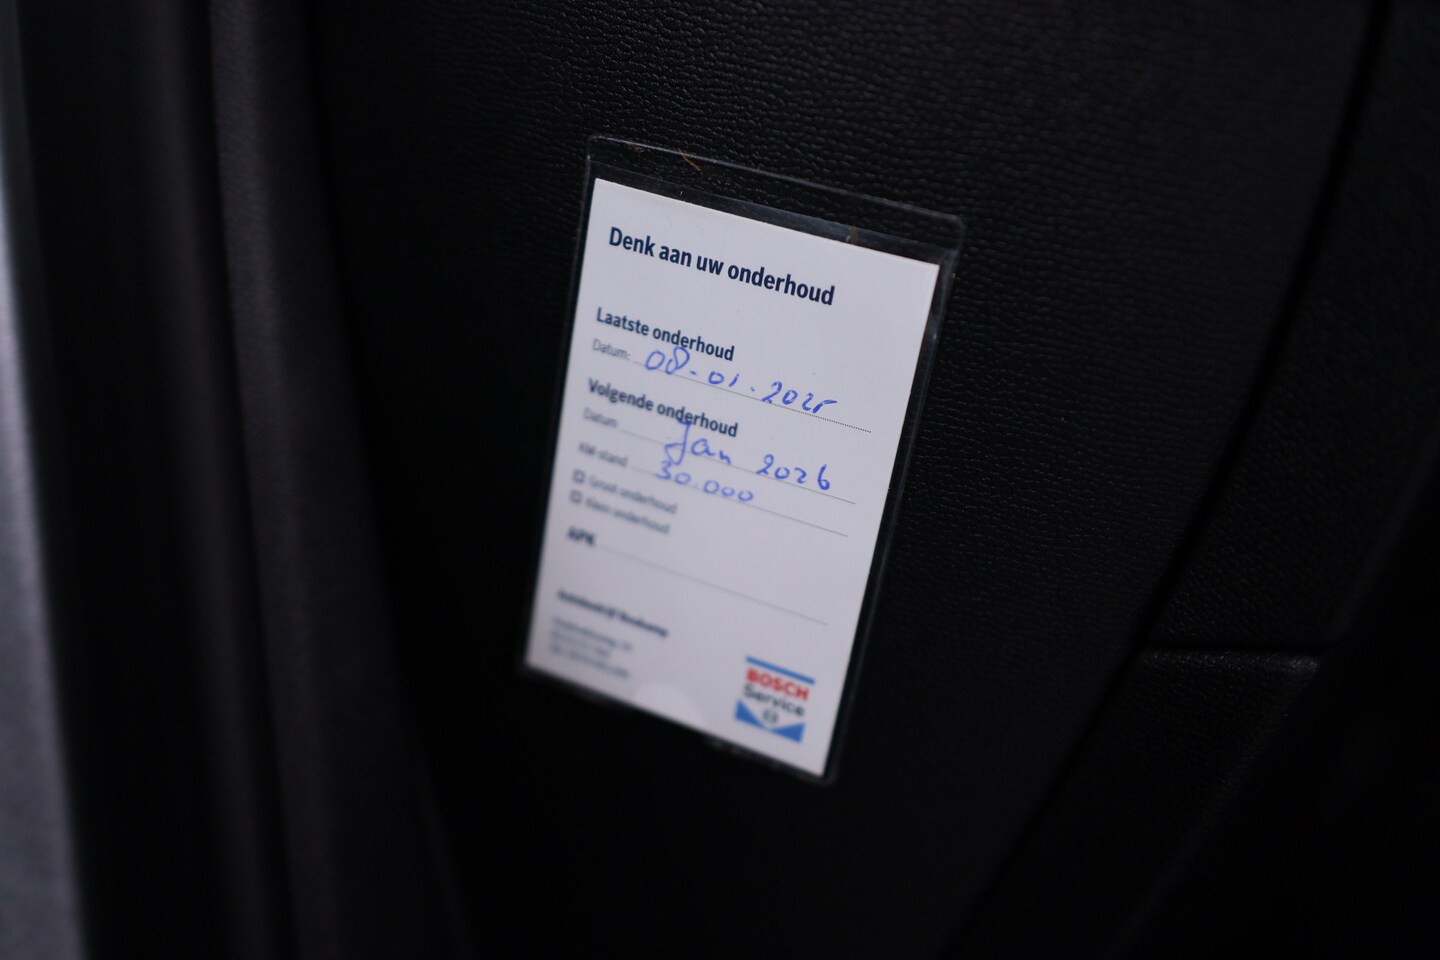 Denk aan uw onderhoud
Laatste onderhoud
Datum: 08-01-2025
Volgende onderhoud
Datum Jan 2026
KM-stand 30.000
Groot onderhoud
Klein onderhoud
APK
Autobedrijf
BOSCH
Service